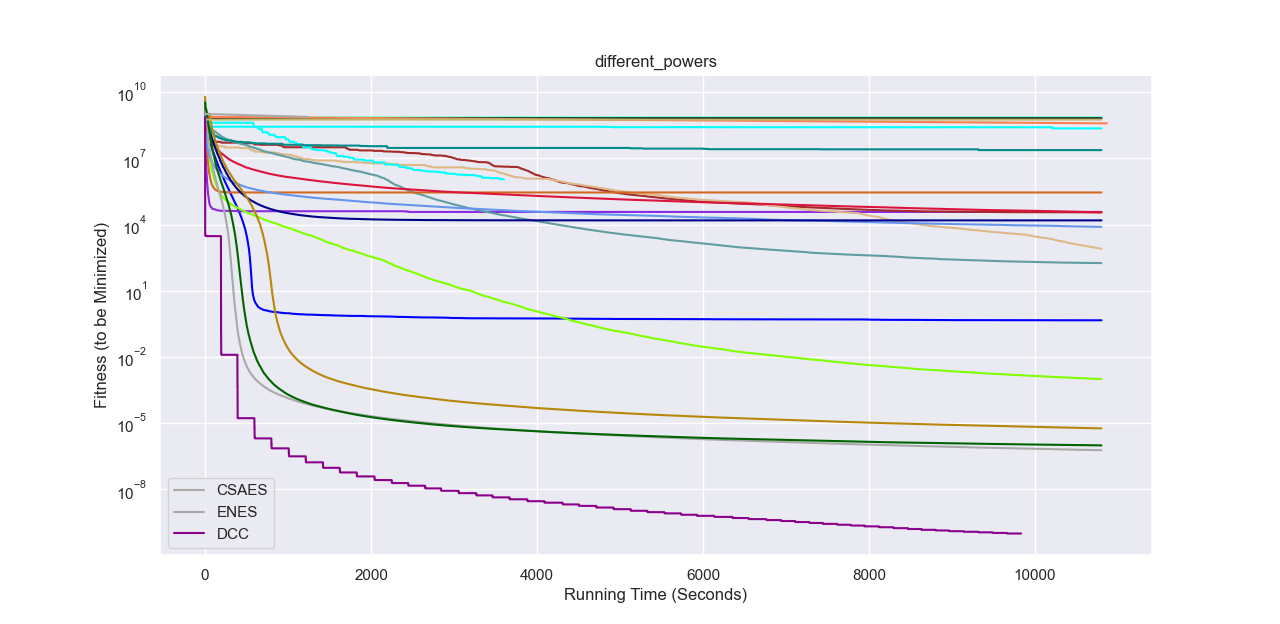 different_powers
10^10
10^7
10^4
10^1
10^−2
10^−5
10^−8
Fitness (to be Minimized)
CSAES
ENES
DCC
0 2000 4000 6000 8000 10000
Running Time (Seconds)